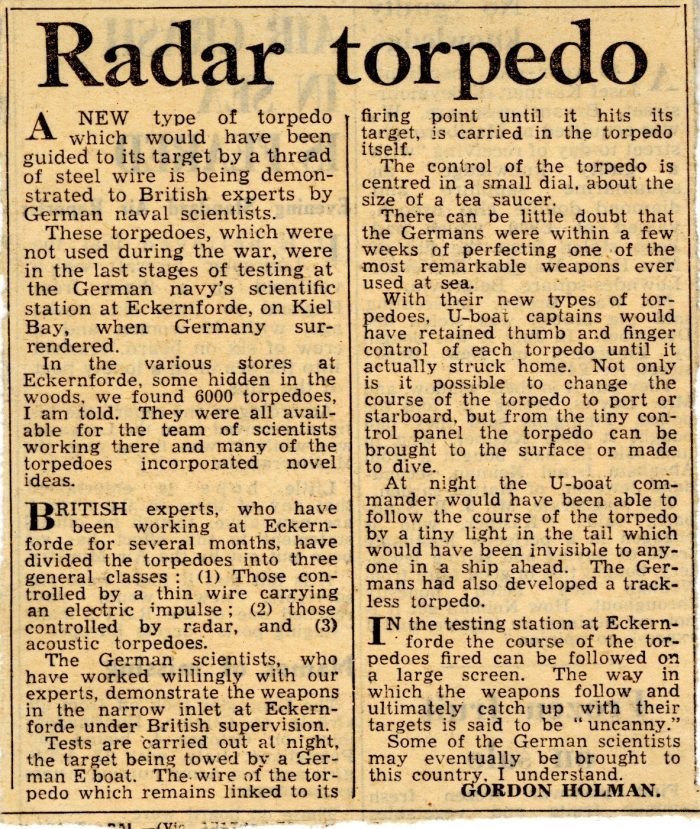 Radar torpedo
A NEW type of torpedo
which would have been
guided to its target by a thread
of steel wire is being demon-
strated to British experts by
German naval scientists.
These torpedoes, which were
not used during the war, were
in the last stages of testing at
the German navy's scientific
station at Eckernforde, on Kiel
Bay, when Germany sur-
rendered.
In the various stores at
Eckernforde, some hidden in the
woods, we found 6000 torpedoes,
I am told. They were all avail-
able for the team of scientists
working there and many of the
torpedoes incorporated novel
ideas.
BRITISH experts, who have
been working at Eckern-
forde for several months, have
divided the torpedoes into three
general classes: (1) Those con-
trolled by a thin wire carrying
an electric impulse; (2) those
controlled by radar, and (3)
acoustic torpedoes.
The German scientists, who
have worked willingly with our
experts, demonstrate the weapons
in the narrow inlet at Eckern-
forde under British supervision.
Tests are carried out at night,
the target being towed by a Ger-
man E boat. The wire of the tor-
pedo which remains linked to its
firing point until it hits its
target, is carried in the torpedo
itself.
The control of the torpedo is
centred in a small dial, about the
size of a tea saucer.
There can be little doubt that
the Germans were within a few
weeks of perfecting one of the
most remarkable weapons ever
used at sea.
With their new types of tor-
pedoes, U-boat captains would
have retained thumb and finger
control of each torpedo until it
actually struck home. Not only
is it possible to change the
course of the torpedo to port or
starboard, but from the tiny con-
trol panel the torpedo can be
brought to the surface or made
to dive.
At night the U-boat com-
mander would have been able to
follow the course of the torpedo
by a tiny light in the tail which
would have been invisible to any-
one in a ship ahead. The Ger-
mans had also developed a track-
less torpedo.
IN the testing station at Eckern-
forde the course of the tor-
pedoes fired can be followed on
a large screen. The way in
which the weapons follow and
ultimately catch up with their
targets is said to be "uncanny."
Some of the German scientists
may eventually be brought to
this country, I understand.
GORDON HOLMAN.